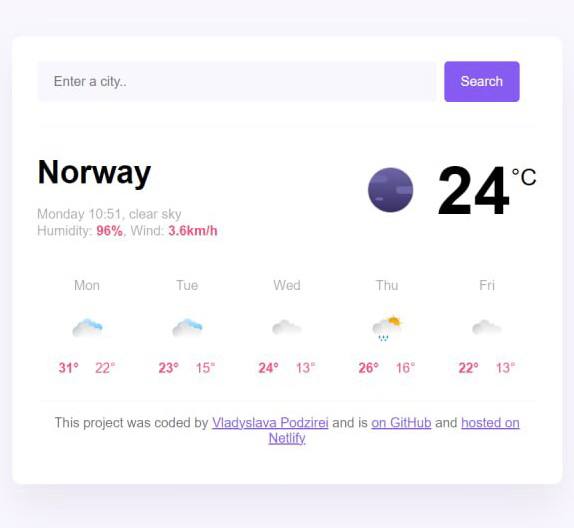 Enter a city..
Search
Norway
24°C
Monday 10:51, clear sky
Humidity: 96%, Wind: 3.6km/h
Mon Tue Wed Thu Fri
31° 22° 23° 15° 24° 13° 26° 16° 22° 13°
This project was coded by Vladyslava Podzirei and is on GitHub and hosted on
Netlify